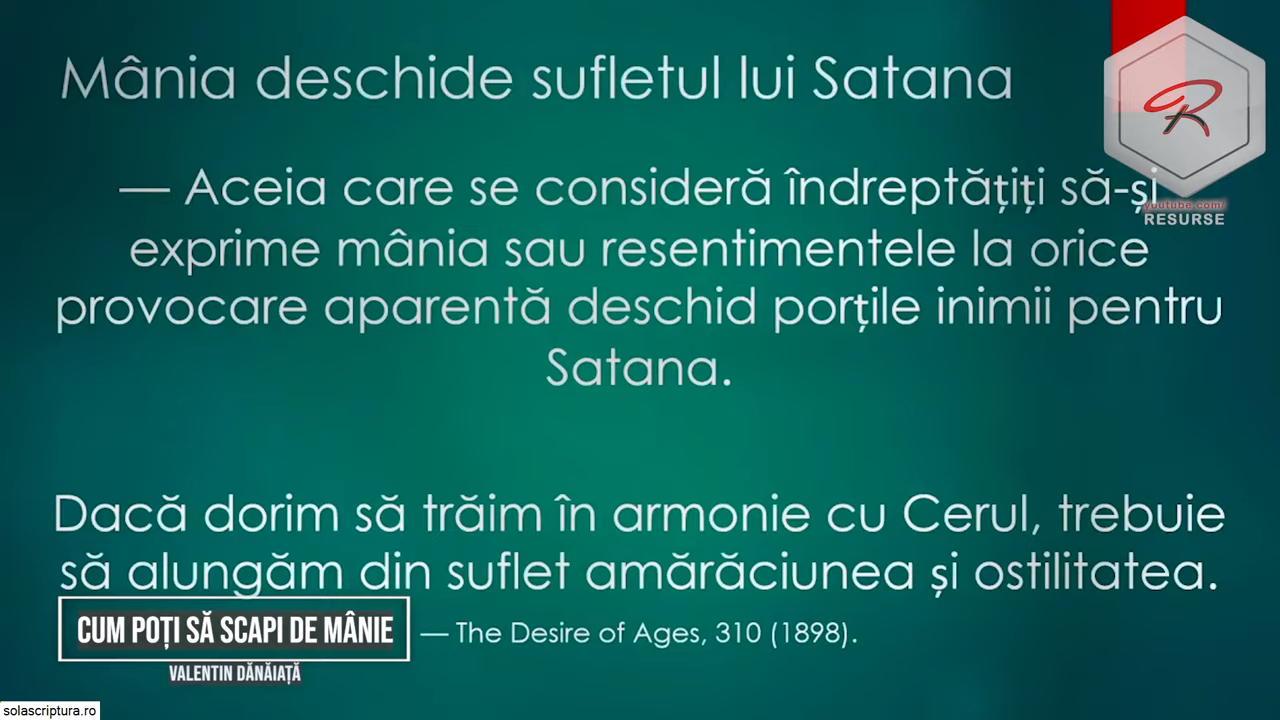 Mânia deschide sufletul lui Satana
— Aceia care se consideră îndreptățiți să-și
exprime mânia sau resentimentele la orice
provocare aparentă deschid porțile inimii pentru
Satana.
Dacă dorim să trăim în armonie cu Cerul, trebuie
să alungăm din suflet amărăciunea și ostilitatea.
— The Desire of Ages, 310 (1898).
CUM POȚI SĂ SCAPI DE MÂNIE
VALENTIN DĂNĂIAȚĂ
R
youtube.com/
RESURSE
solascriptura.ro